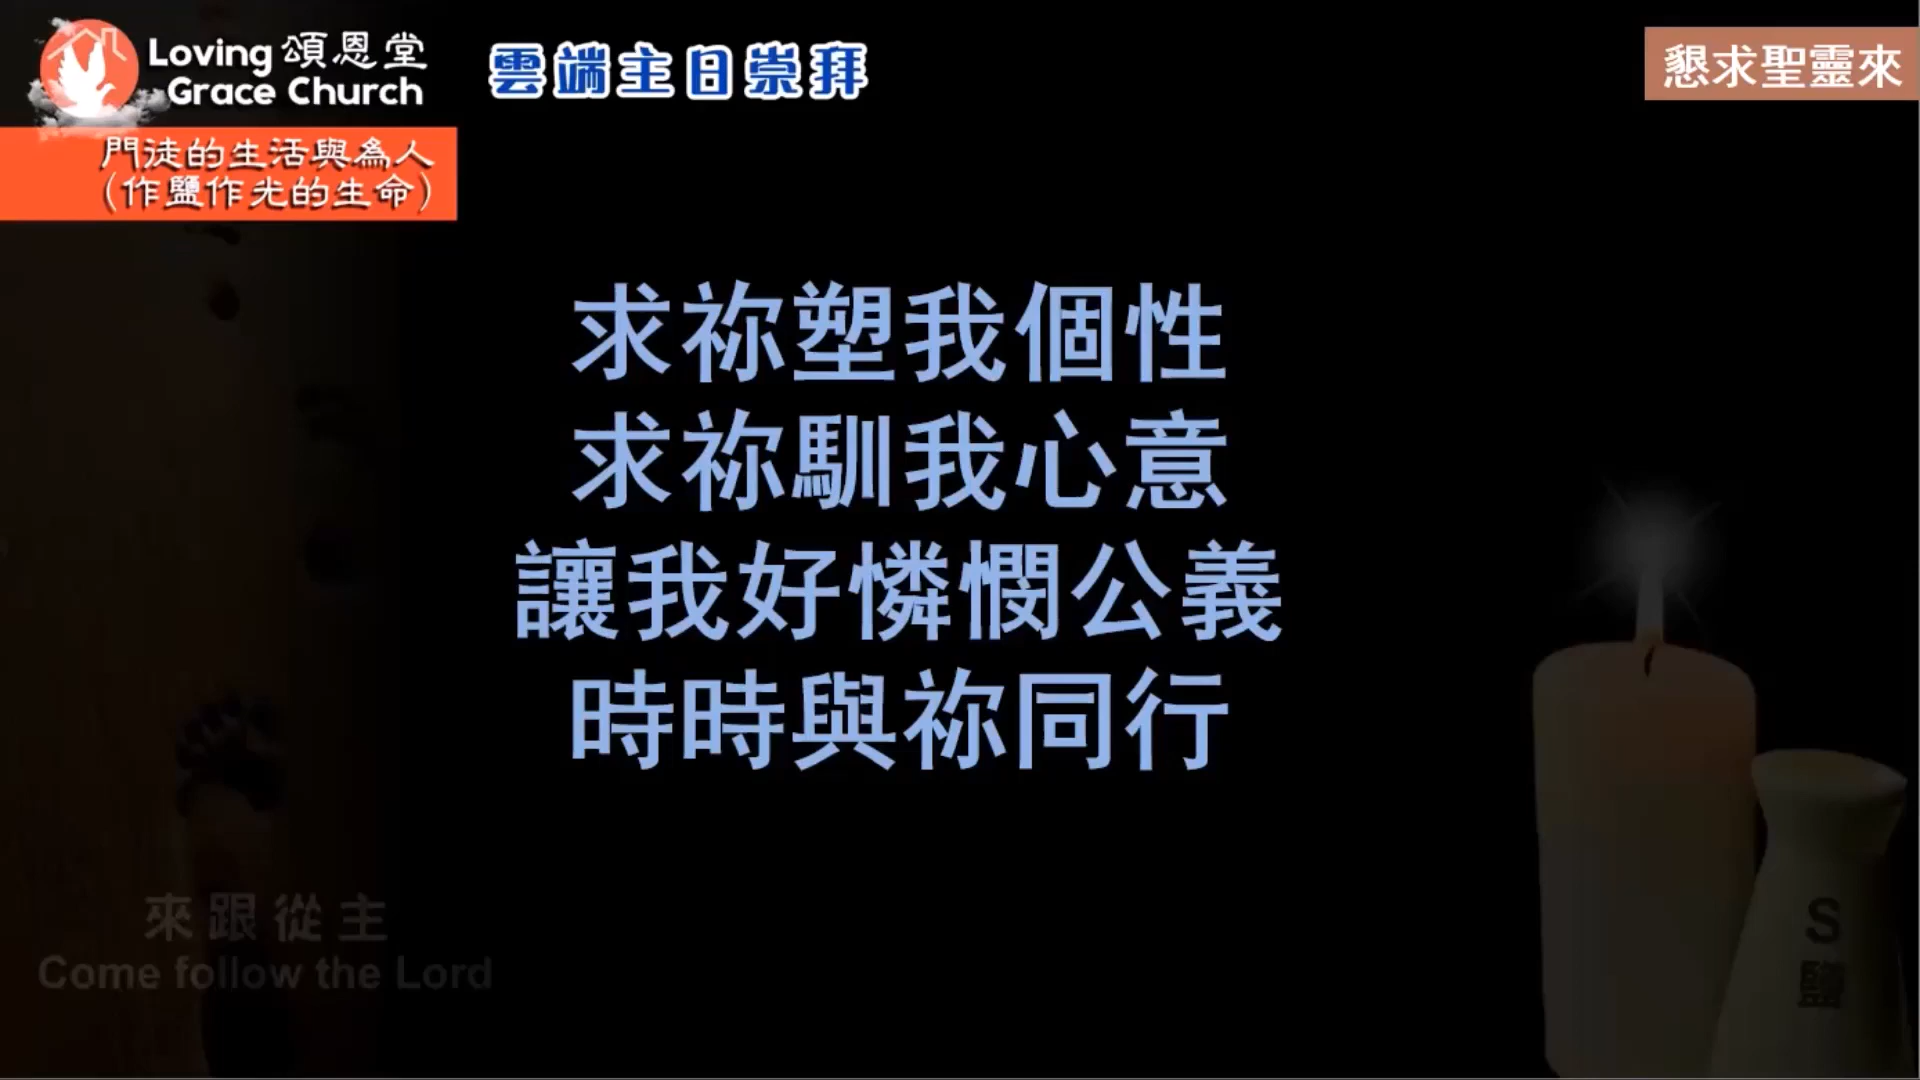 Loving 頌恩堂
Grace Church
雲端主日崇拜
懇求聖靈來
門徒的生活與為人
(作鹽作光的生命)
求祢塑我個性
求祢馴我心意
讓我好憐憫公義
時時與祢同行
來跟從主
Come follow the Lord
S
鹽